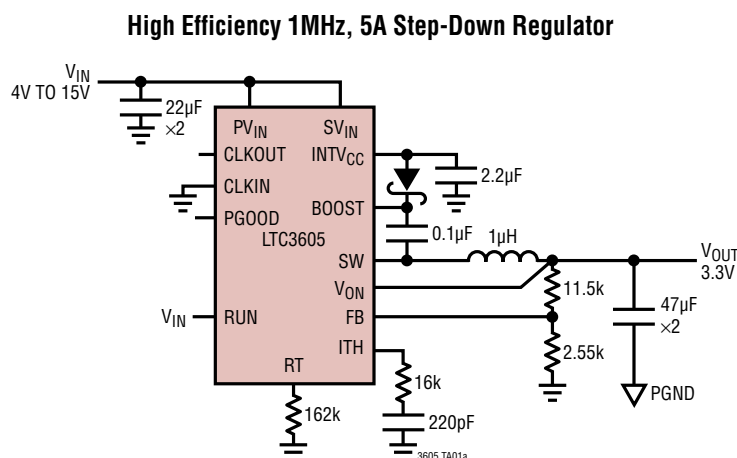 High Efficiency 1MHz, 5A Step-Down Regulator
VIN
4V TO 15V
22µF
×2
PVIN
SVIN
CLKOUT
INTVCC
CLKIN
2.2µF
BOOST
PGOOD
LTC3605
0.1µF
SW
1µH
VOUT
3.3V
VON
11.5k
47µF
×2
VIN
RUN
FB
2.55k
ITH
PGND
RT
16k
162k
220pF
3605 TA01a